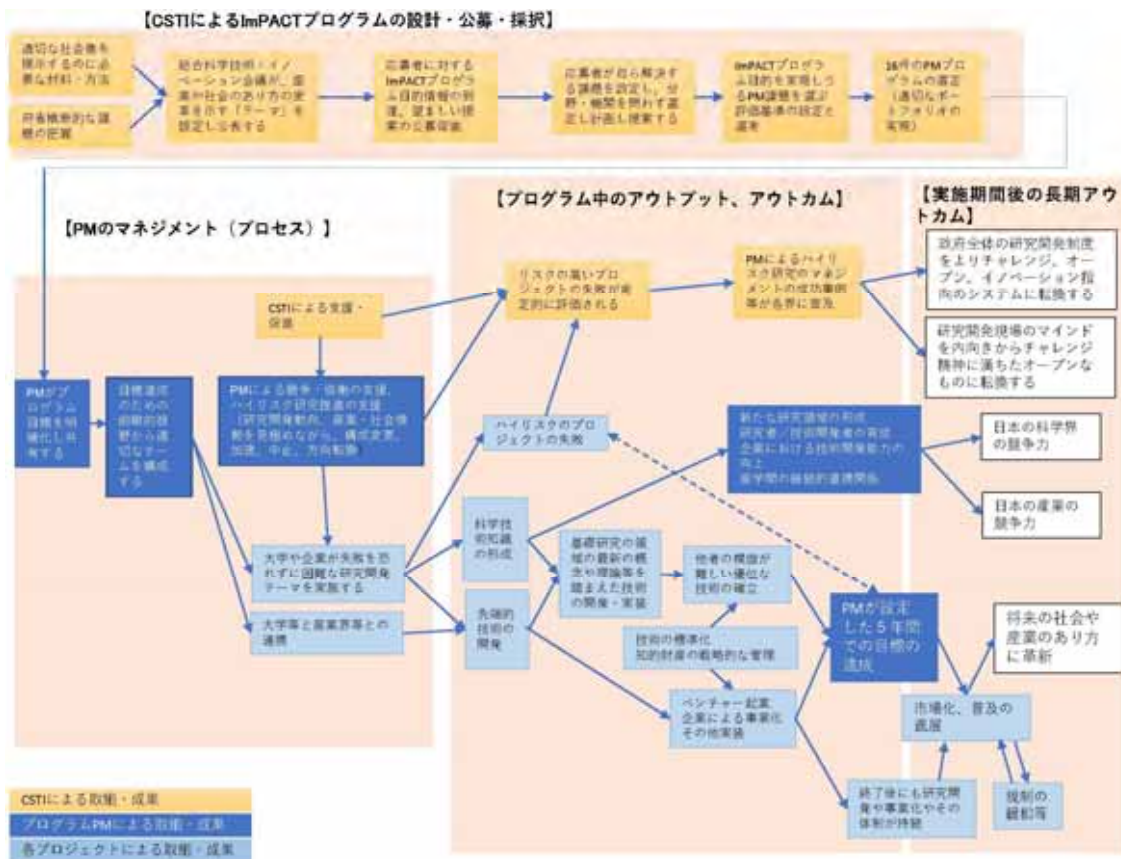 【CSTIによるImPACTプログラムの設計・公募・採択】
適切な社会像を
提示するのに必
要な材料・方法
府省横断的な課
題の把握
総合科学技術・イノ
ベーション会議が、産
業や社会のあり方の変
革を示す「テーマ」を
設定し公表する
応募者に対する
ImPACTプログラ
ム目的情報の到
達、望ましい提
案の公募促進
応募者が自ら解決す
る課題を設定し、分
野・機関を問わず選
定し計画し提案する
ImPACTプログラ
ム目的を実現しう
るPM課題を選ぶ
評価基準の設定と
選考
16件のPMプ
ログラムの選定
(適切なポー
トフォリオの
実現)
【PMのマネジメント(プロセス)】
【プログラム中のアウトプット、アウトカム】
【実施期間後の長期アウ
トカム】
CSTIによる支援・
リスクの高いプロ
ジェクトの失敗が肯
定的に評価される
PMによるハイリ
スク研究のマネジ
メントの成功事例
等が各界に普及
政府全体の研究開発制度
をよりチャレンジ、オー
プン、イノベーション指
向のシステムに転換する
研究開発現場のマインド
を内向きからチャレンジ
精神に満ちたオープンな
ものに転換する
PMがプロ
グラム
目標を明
確化し共
有する
目標達成
のための
俯瞰的視
野から適
切なチー
ムを構成
する
PMによる競争・協働の支援、
ハイリスク研究推進の支援
(研究開発動向、産業・社会情
勢を見極めながら、構成変更、
加速、中止、方向転換)
ハイリスクのプロ
ジェクトの失敗
新たな研究領域の形成
研究者/技術開発者の育成
企業における技術開発能力の
向上
産学間の継続的連携関係
日本の科学界
の競争力
日本の産業の
競争力
大学や企業が失敗を恐
れずに困難な研究開発
テーマを実施する
大学等と産業界等との
連携
科学技
術知識
の形成
先端的
技術の
開発
基礎研究の領
域の最新の概
念や理論等を
踏まえた技術
の開発・実装
他者の模倣が
難しい優位な
技術の確立
技術の標準化
知的財産の戦略的な管理
ベンチャー起業
企業による事業化
その他実装
PMが設定
した5年間
での目標の
達成
将来の社会や
産業のあり方
に革新
市場化、普及の
進展
終了後にも研究開
発や事業化やその
体制が持続
規制の
緩和等
CSTIによる取組・成果
プログラムPMによる取組・成果
各プロジェクトによる取組・成果